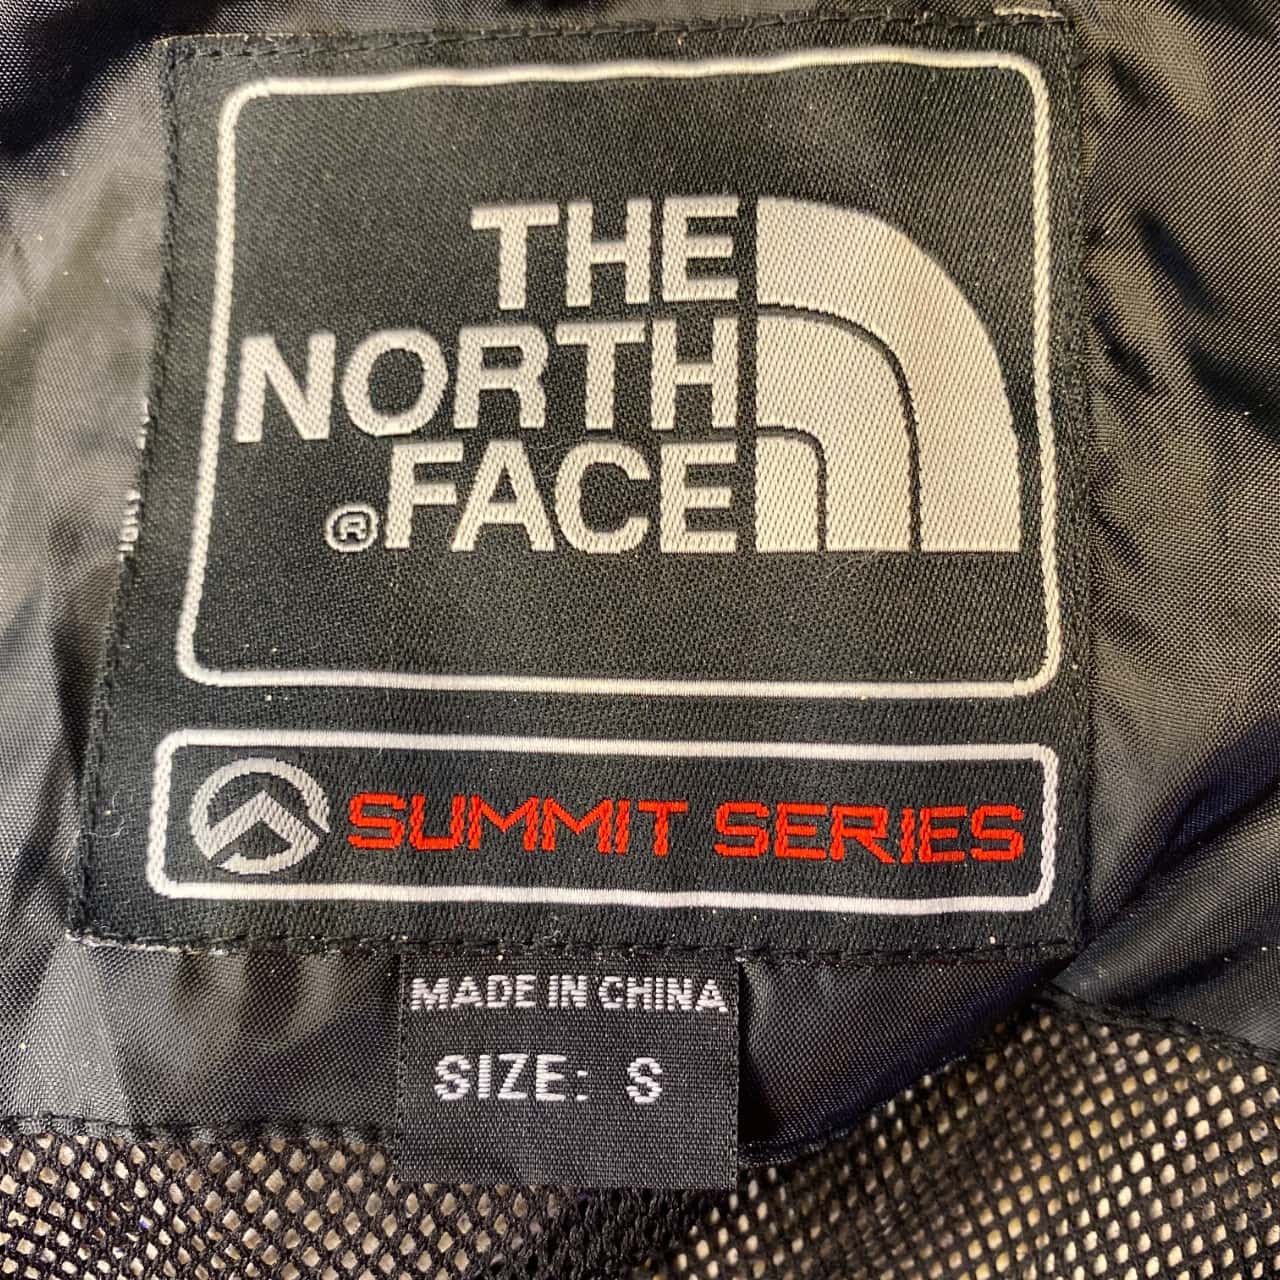 THE
NORTH
®FACE
SUMMIT SERIES
MADE IN CHINA
SIZE: S